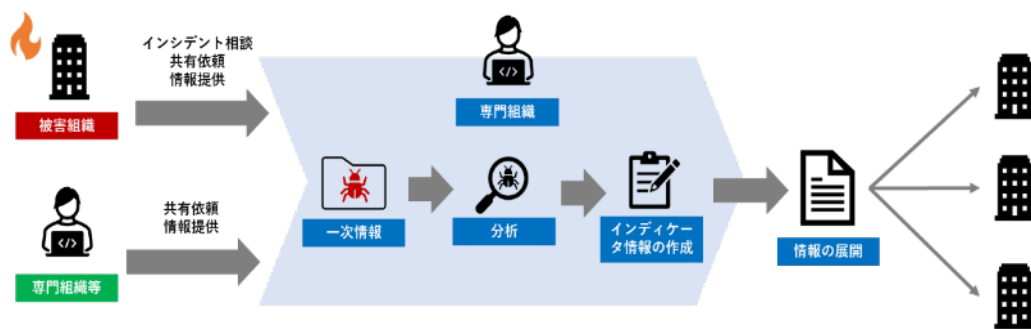 インシデント相談
共有依頼
情報提供
被害組織
専門組織
</>
共有依頼
情報提供
専門組織等
</>
一次情報
分析
インディケー
タ情報の作成
情報の展開